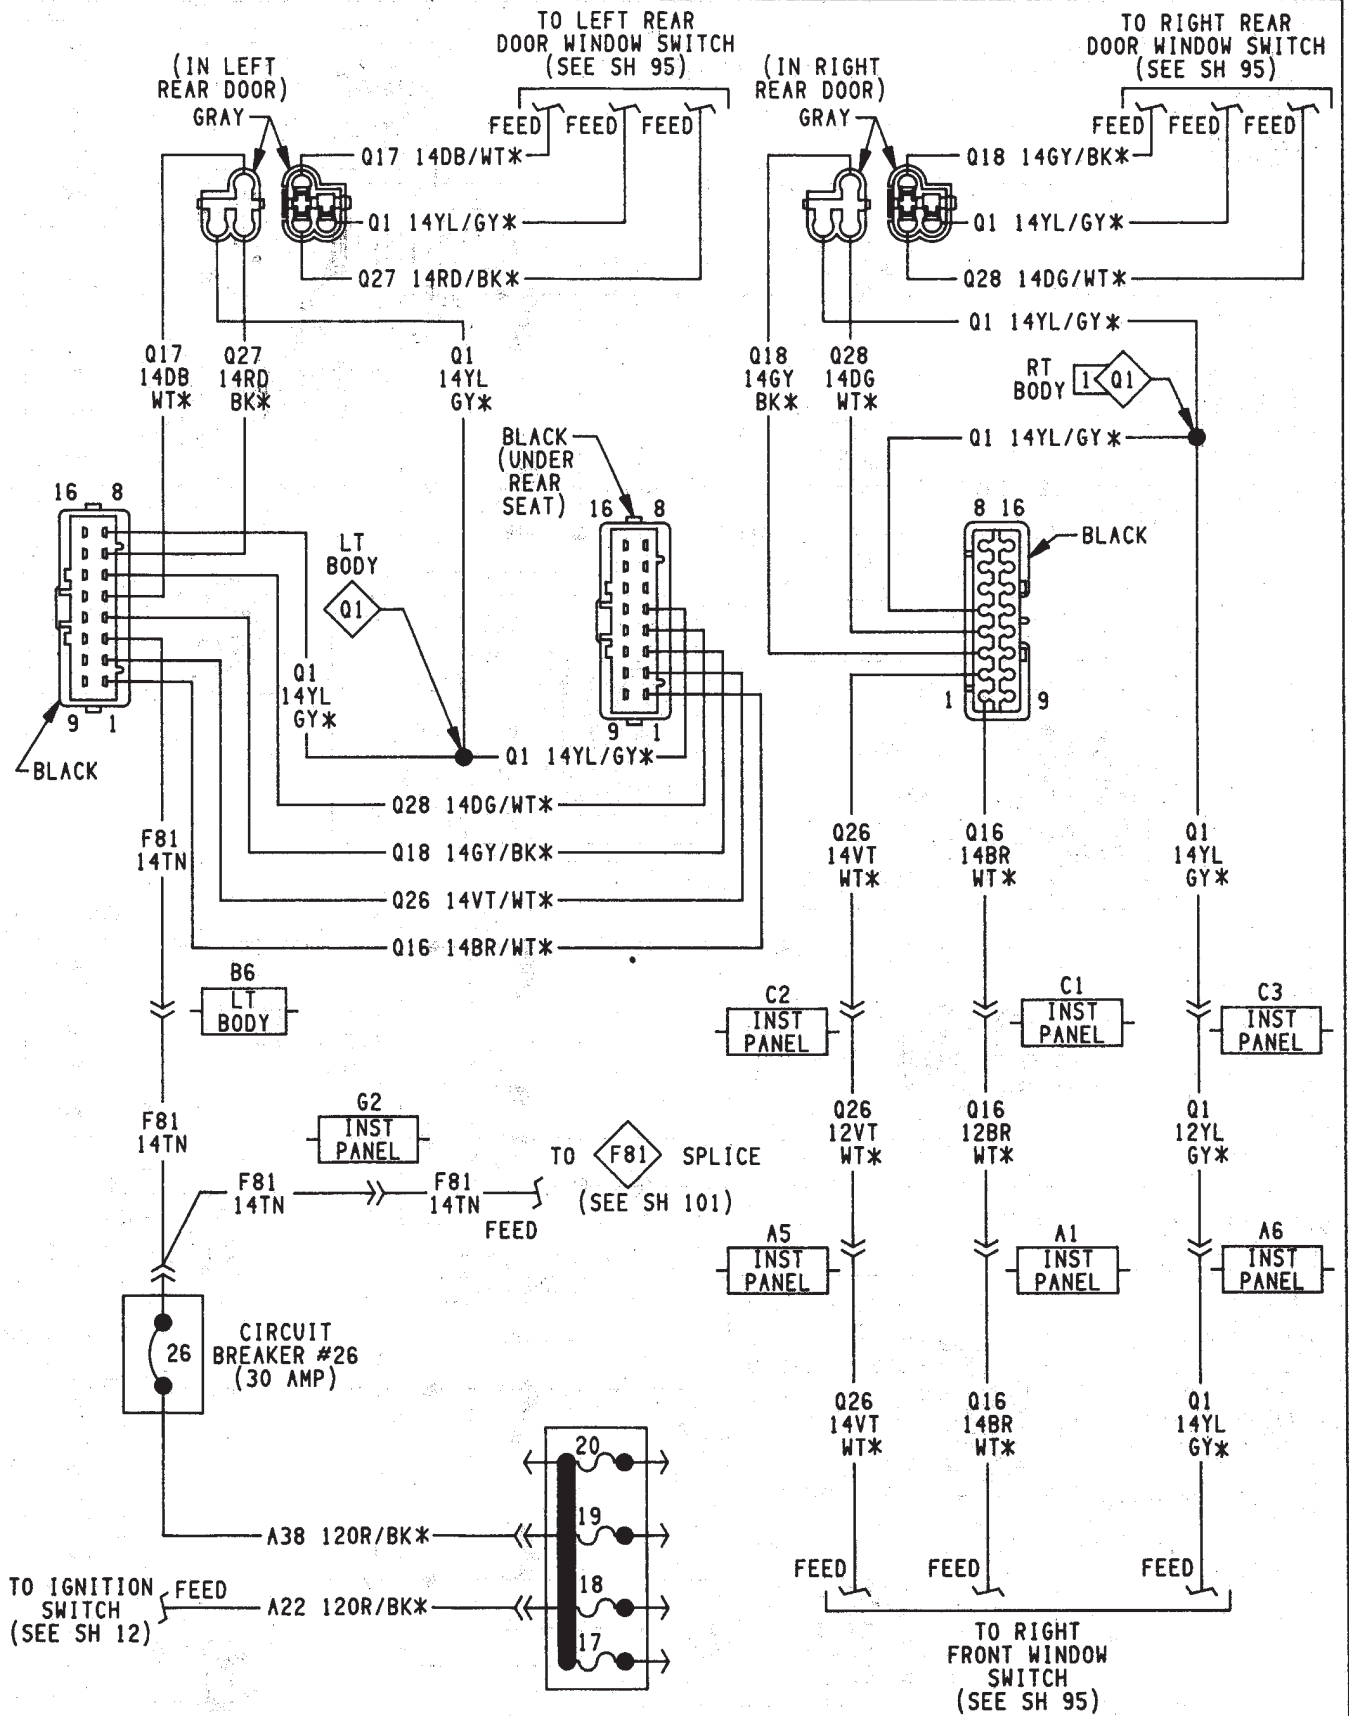 TO LEFT REAR
DOOR WINDOW SWITCH
(SEE SH 95)
TO RIGHT REAR
DOOR WINDOW SWITCH
(SEE SH 95)
(IN LEFT
REAR DOOR)
GRAY
(IN RIGHT
REAR DOOR)
GRAY
FEED FEED FEED
FEED FEED FEED
Q17 14DB/WT*
Q18 14GY/BK*
Q1 14YL/GY*
Q1 14YL/GY*
Q27 14RD/BK*
Q28 14DG/WT*
Q1 14YL/GY*
Q17
14DB
WT*
Q27
14RD
BK*
Q1
14YL
GY*
Q18
14GY
BK*
Q28
14DG
WT*
RT
BODY
1
Q1
Q1 14YL/GY*
BLACK
(UNDER
REAR
SEAT)
16 8
16 8
8 16
BLACK
LT
BODY
Q1
Q1
14YL
GY*
9 1
9 1
1 9
BLACK
Q1 14YL/GY*
Q28 14DG/WT*
Q18 14GY/BK*
Q26 14VT/WT*
Q16 14BR/WT*
F81
14TN
Q26
14VT
WT*
Q16
14BR
WT*
Q1
14YL
GY*
B6
LT
BODY
C2
INST
PANEL
C1
INST
PANEL
C3
INST
PANEL
F81
14TN
G2
INST
PANEL
Q26
12VT
WT*
Q16
12BR
WT*
Q1
12YL
GY*
F81
14TN
F81
14TN
FEED
TO F81 SPLICE
(SEE SH 101)
A5
INST
PANEL
A1
INST
PANEL
A6
INST
PANEL
26
CIRCUIT
BREAKER #26
(30 AMP)
Q26
14VT
WT*
Q16
14BR
WT*
Q1
14YL
GY*
20
19
18
17
A38 12OR/BK*
TO IGNITION
SWITCH
(SEE SH 12)
FEED
A22 12OR/BK*
FEED FEED FEED
TO RIGHT
FRONT WINDOW
SWITCH
(SEE SH 95)